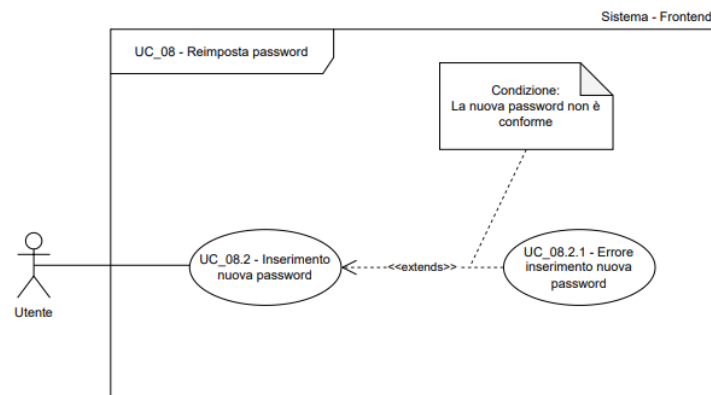 Sistema - Frontend
UC_08 - Reimposta password
Condizione:
La nuova password non è
conforme
UC_08.2 - Inserimento
nuova password
<<extends>>
UC_08.2.1 - Errore
inserimento nuova
password
Utente